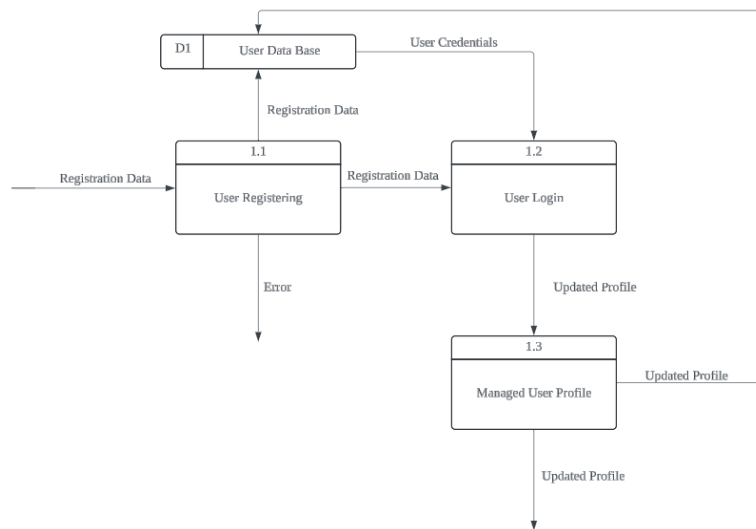 D1 User Data Base
User Credentials
Registration Data
1.1
1.2
Registration Data
User Registering
Registration Data
User Login
Error
Updated Profile
1.3
Managed User Profile
Updated Profile
Updated Profile